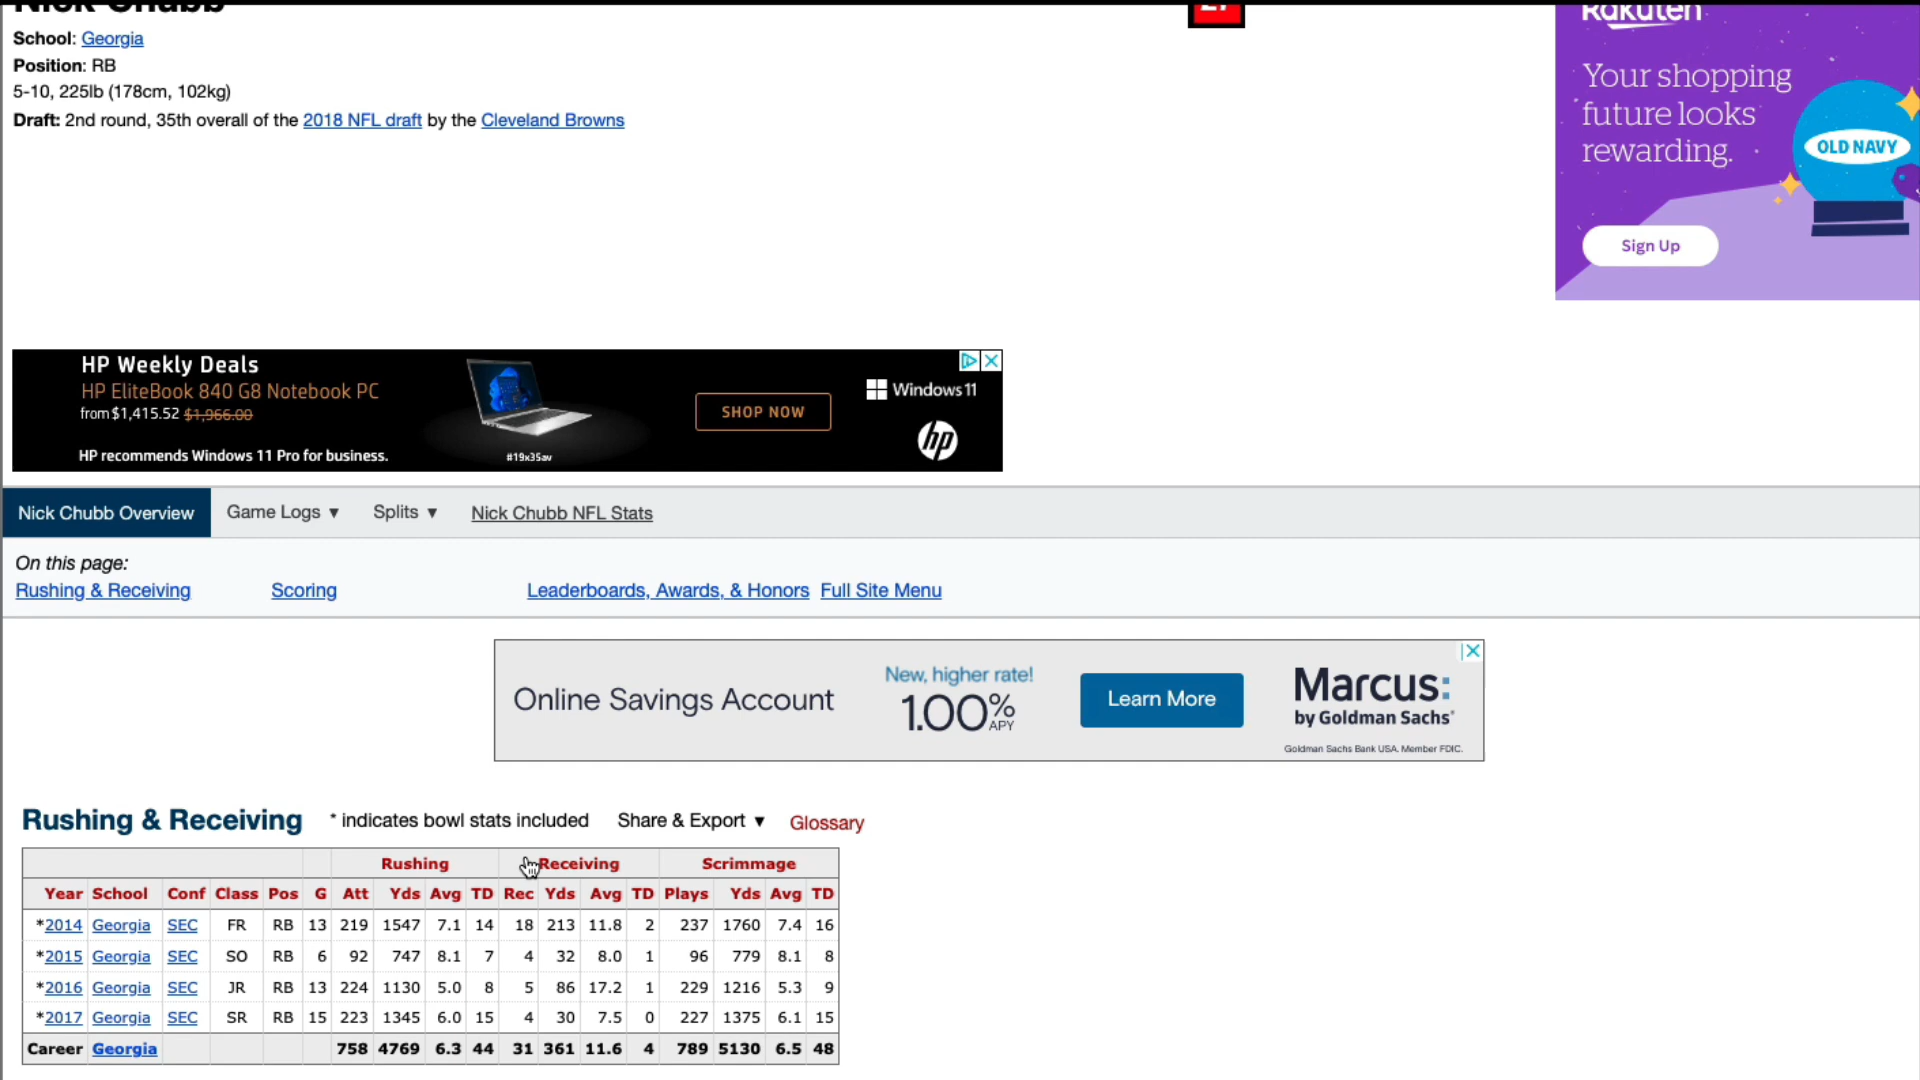 Nick Chubb
School: Georgia
Position: RB
5-10, 225lb (178cm, 102kg)
Draft: 2nd round, 35th overall of the 2018 NFL draft by the Cleveland Browns
27
Rakuten
Your shopping
future looks
rewarding.
OLD NAVY
Sign Up
HP Weekly Deals
HP EliteBook 840 G8 Notebook PC
from $1,415.52 $1,966.00
HP recommends Windows 11 Pro for business.
#19x35av
SHOP NOW
Windows 11
hp
Nick Chubb Overview Game Logs ▼ Splits ▼ Nick Chubb NFL Stats
On this page:
Rushing & Receiving Scoring Leaderboards, Awards, & Honors Full Site Menu
Online Savings Account
New, higher rate!
1.00% APY
Learn More
Marcus:
by Goldman Sachs®
Goldman Sachs Bank USA. Member FDIC.
Rushing & Receiving * indicates bowl stats included Share & Export ▼ Glossary
Rushing Receiving Scrimmage
Year School Conf Class Pos G Att Yds Avg TD Rec Yds Avg TD Plays Yds Avg TD
*2014 Georgia SEC FR RB 13 219 1547 7.1 14 18 213 11.8 2 237 1760 7.4 16
*2015 Georgia SEC SO RB 6 92 747 8.1 7 4 32 8.0 1 96 779 8.1 8
*2016 Georgia SEC JR RB 13 224 1130 5.0 8 5 86 17.2 1 229 1216 5.3 9
*2017 Georgia SEC SR RB 15 223 1345 6.0 15 4 30 7.5 0 227 1375 6.1 15
Career Georgia 758 4769 6.3 44 31 361 11.6 4 789 5130 6.5 48